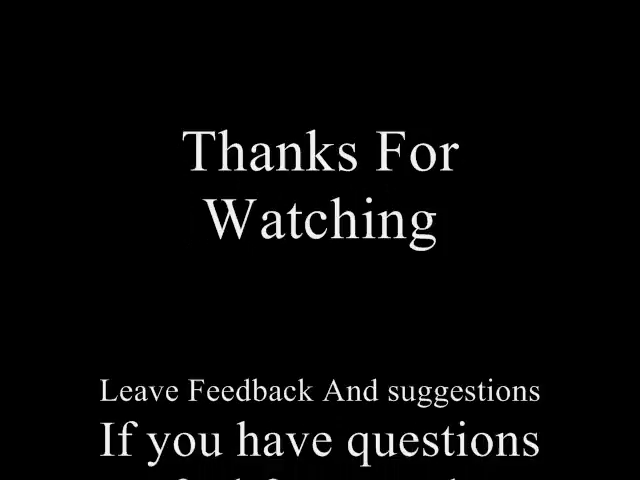 Thanks For
Watching
Leave Feedback And suggestions
If you have questions